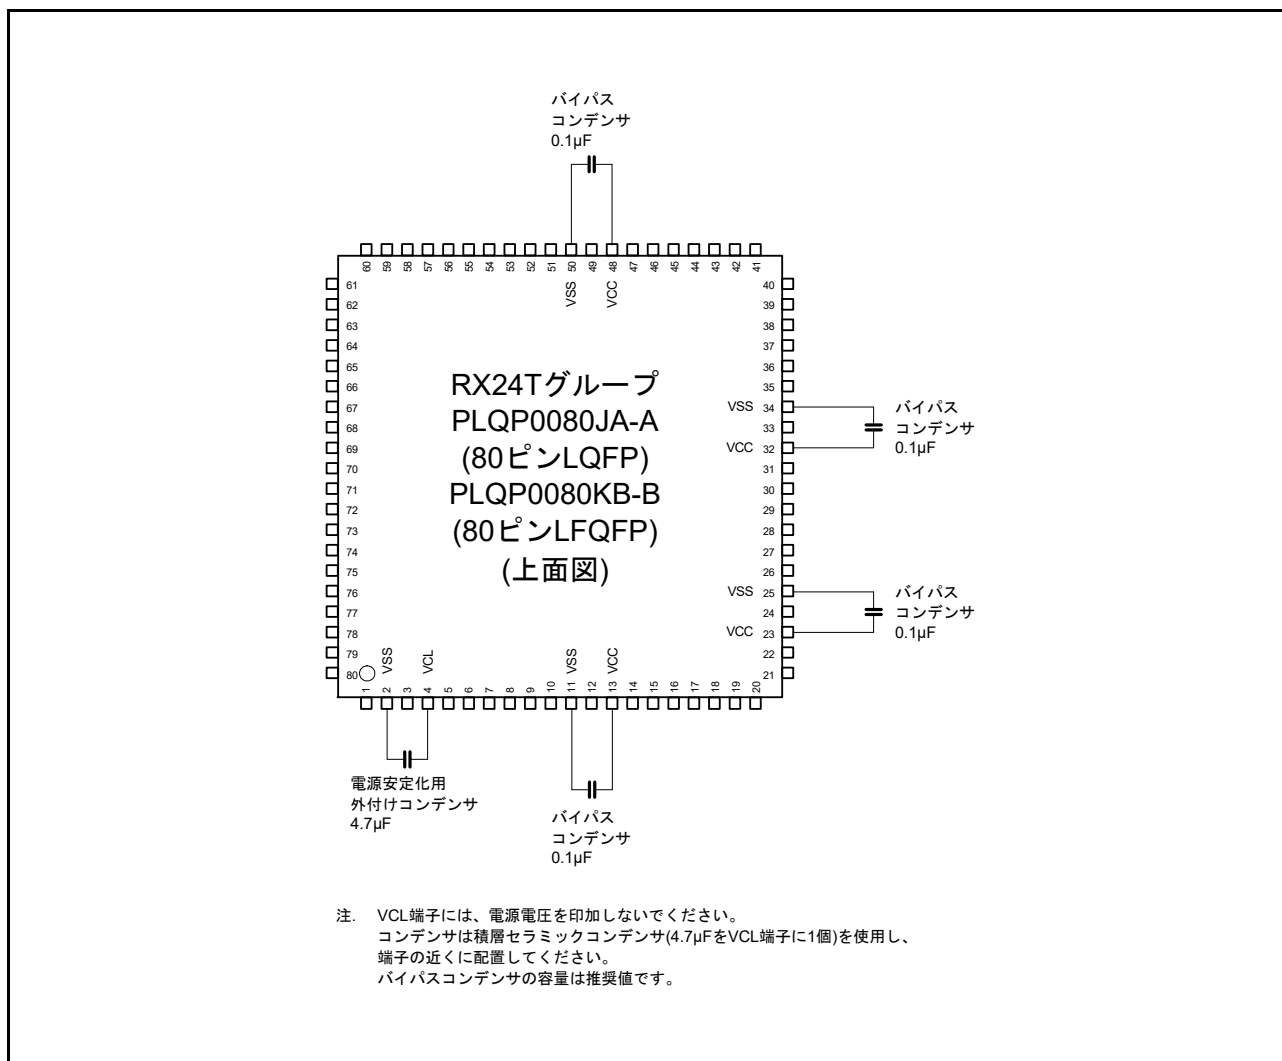 バイパス
コンデンサ
0.1µF
60 59 58 57 56 55 54 53 52 51 50 49 48 47 46 45 44 43 42 41
VSS VCC
61
62
63
64
65
66
67
68
69
70
71
72
73
74
75
76
77
78
79
80
RX24Tグループ
PLQP0080JA-A
(80ピンLQFP)
PLQP0080KB-B
(80ピンLFQFP)
(上面図)
40
39
38
37
36
35
VSS 34
33
VCC 32
31
30
29
28
27
26
VSS 25
24
VCC 23
22
21
バイパス
コンデンサ
0.1µF
バイパス
コンデンサ
0.1µF
VSS VCL VSS VCC
1 2 3 4 5 6 7 8 9 10 11 12 13 14 15 16 17 18 19 20
電源安定化用
外付けコンデンサ
4.7µF
バイパス
コンデンサ
0.1µF
注. VCL端子には、電源電圧を印加しないでください。
コンデンサは積層セラミックコンデンサ(4.7µFをVCL端子に1個)を使用し、
端子の近くに配置してください。
バイパスコンデンサの容量は推奨値です。